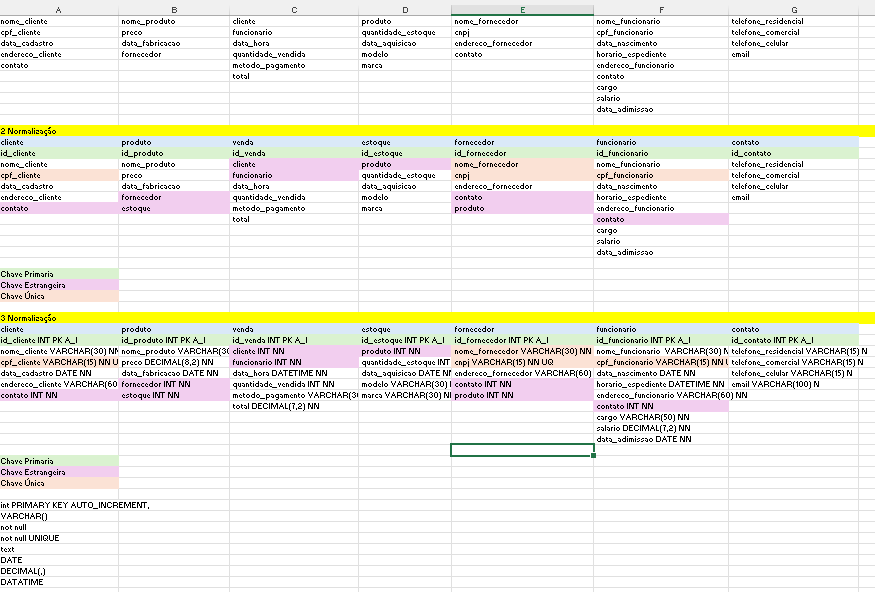 A B C D E F G
nome_cliente nome_produto cliente produto nome_fornecedor nome_funcionario telefone_residencial
cpf_cliente preco funcionario quantidade_estoque cnpj cpf_funcionario telefone_comercial
data_cadastro data_fabricacao data_hora data_aquisicao endereco_fornecedor data_nascimento telefone_celular
endereco_cliente fornecedor quantidade_vendida modelo contato horario_espediente email
contato metodo_pagamento marca endereco_funcionario
total contato
cargo
salario
data_adimissao
2 Normalização
cliente produto venda estoque fornecedor funcionario contato
id_cliente id_produto id_venda id_estoque id_fornecedor id_funcionario id_contato
nome_cliente nome_produto cliente produto nome_fornecedor nome_funcionario telefone_residencial
cpf_cliente preco funcionario quantidade_estoque cnpj cpf_funcionario telefone_comercial
data_cadastro data_fabricacao data_hora data_aquisicao endereco_fornecedor data_nascimento telefone_celular
endereco_cliente fornecedor quantidade_vendida modelo contato horario_espediente email
contato estoque metodo_pagamento marca produto endereco_funcionario
total contato
cargo
salario
data_adimissao
Chave Primaria
Chave Estrangeira
Chave Única
3 Normalização
cliente produto venda estoque fornecedor funcionario contato
id_cliente INT PK A_I id_produto INT PK A_I id_venda INT PK A_I id_estoque INT PK A_I id_fornecedor INT PK A_I id_funcionario INT PK A_I id_contato INT PK A_I
nome_cliente VARCHAR(30) NN nome_produto VARCHAR(30 cliente INT NN produto INT NN nome_fornecedor VARCHAR(30) NN nome_funcionario VARCHAR(30) N telefone_residencial VARCHAR(15) N
cpf_cliente VARCHAR(15) NN U preco DECIMAL(8,2) NN funcionario INT NN quantidade_estoque INT cnpj VARCHAR(15) NN UQ cpf_funcionario VARCHAR(15) NN U telefone_comercial VARCHAR(15) N
data_cadastro DATE NN data_fabricacao DATE NN data_hora DATETIME NN data_aquisicao DATE N endereco_fornecedor VARCHAR(60) data_nascimento DATE NN telefone_celular VARCHAR(15) N
endereco_cliente VARCHAR(60 fornecedor INT NN quantidade_vendida INT NN modelo VARCHAR(30) contato INT NN horario_espediente DATETIME NN email VARCHAR(100) N
contato INT NN estoque INT NN metodo_pagamento VARCHAR(3 marca VARCHAR(30) N produto INT NN endereco_funcionario VARCHAR(60) NN
total DECIMAL(7,2) NN contato INT NN
cargo VARCHAR(50) NN
salario DECIMAL(7,2) NN
data_adimissao DATE NN
Chave Primaria
Chave Estrangeira
Chave Única
int PRIMARY KEY AUTO_INCREMENT,
VARCHAR()
not null
not null UNIQUE
text
DATE
DECIMAL(,)
DATATIME